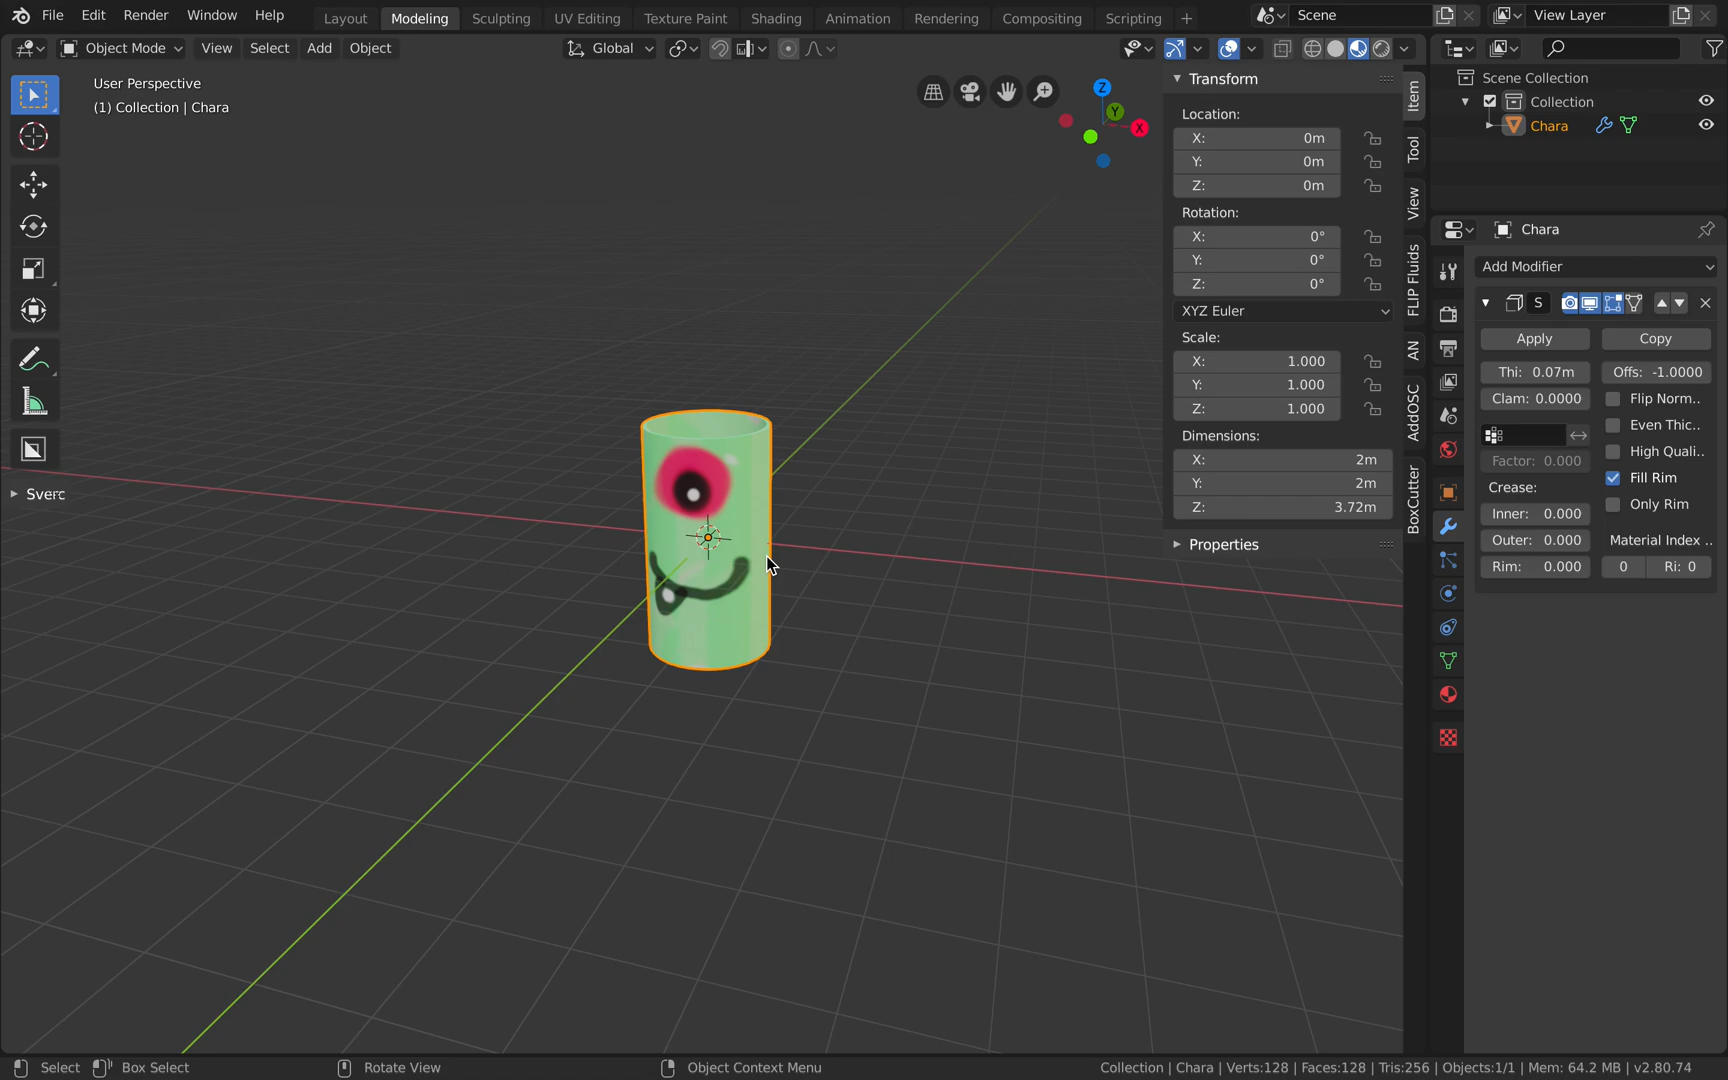 File Edit Render Window Help Layout Modeling Sculpting UV Editing Texture Paint Shading Animation Rendering Compositing Scripting + Scene View Layer
Object Mode View Select Add Object Global
User Perspective
(1) Collection | Chara
Sverc
Z
Y
X
Transform
Location:
X: 0m
Y: 0m
Z: 0m
Rotation:
X: 0°
Y: 0°
Z: 0°
XYZ Euler
Scale:
X: 1.000
Y: 1.000
Z: 1.000
Dimensions:
X: 2m
Y: 2m
Z: 3.72m
Properties
Item
Tool
View
FLIP Fluids
AN
AddOSC
BoxCutter
Scene Collection
Collection
Chara
Chara
Add Modifier
S
Apply Copy
Thi: 0.07m Offs: -1.0000
Clam: 0.0000 Flip Norm..
Even Thic..
High Quali..
Factor: 0.000
Fill Rim
Crease:
Only Rim
Inner: 0.000
Outer: 0.000 Material Index ..
Rim: 0.000 0 Ri: 0
Select Box Select Rotate View Object Context Menu Collection | Chara | Verts:128 | Faces:128 | Tris:256 | Objects:1/1 | Mem: 64.2 MB | v2.80.74